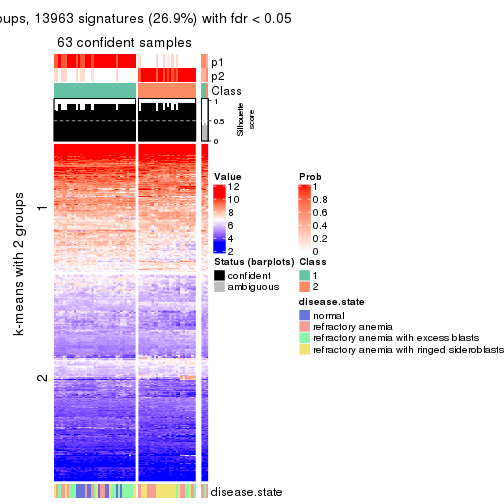 oups, 13963 signatures (26.9%) with fdr < 0.05
63 confident samples
p1
p2
Class
1
0.5
0
Silhouette
score
k-means with 2 groups
1
2
Value
12
10
8
6
4
2
Prob
1
0.8
0.6
0.4
0.2
0
Status (barplots)
confident
ambiguous
Class
1
2
disease.state
normal
refractory anemia
refractory anemia with excess blasts
refractory anemia with ringed sideroblasts
disease.state